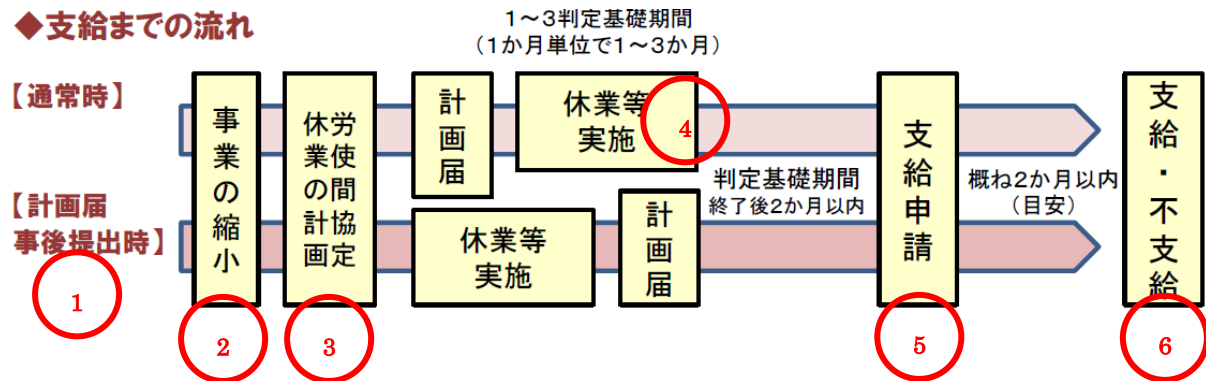 ◆支給までの流れ
1～3判定基礎期間
（1か月単位で1～3か月）
【通常時】
事業の縮小
労使間協定
休業の計画
計画届
休業等
実施
4
支給申請
支給・不支給
判定基礎期間
終了後2か月以内
概ね2か月以内
（目安）
【計画届
事後提出時】
休業等
実施
計画届
1
2
3
5
6